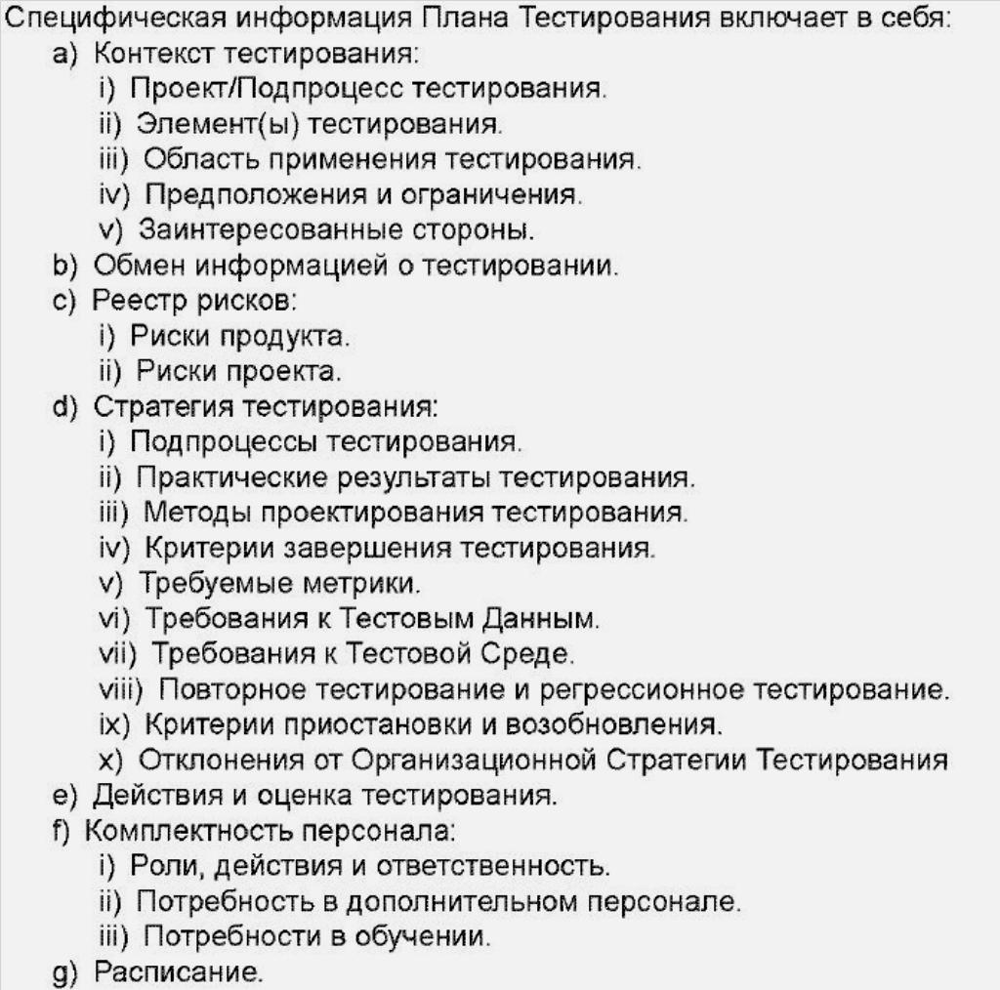 Специфическая информация Плана Тестирования включает в себя:
a) Контекст тестирования:
i) Проект/Подпроцесс тестирования.
ii) Элемент(ы) тестирования.
iii) Область применения тестирования.
iv) Предположения и ограничения.
v) Заинтересованные стороны.
b) Обмен информацией о тестировании.
c) Реестр рисков:
i) Риски продукта.
ii) Риски проекта.
d) Стратегия тестирования:
i) Подпроцессы тестирования.
ii) Практические результаты тестирования.
iii) Методы проектирования тестирования.
iv) Критерии завершения тестирования.
v) Требуемые метрики.
vi) Требования к Тестовым Данным.
vii) Требования к Тестовой Среде.
viii) Повторное тестирование и регрессионное тестирование.
ix) Критерии приостановки и возобновления.
x) Отклонения от Организационной Стратегии Тестирования
e) Действия и оценка тестирования.
f) Комплектность персонала:
i) Роли, действия и ответственность.
ii) Потребность в дополнительном персонале.
iii) Потребности в обучении.
g) Расписание.